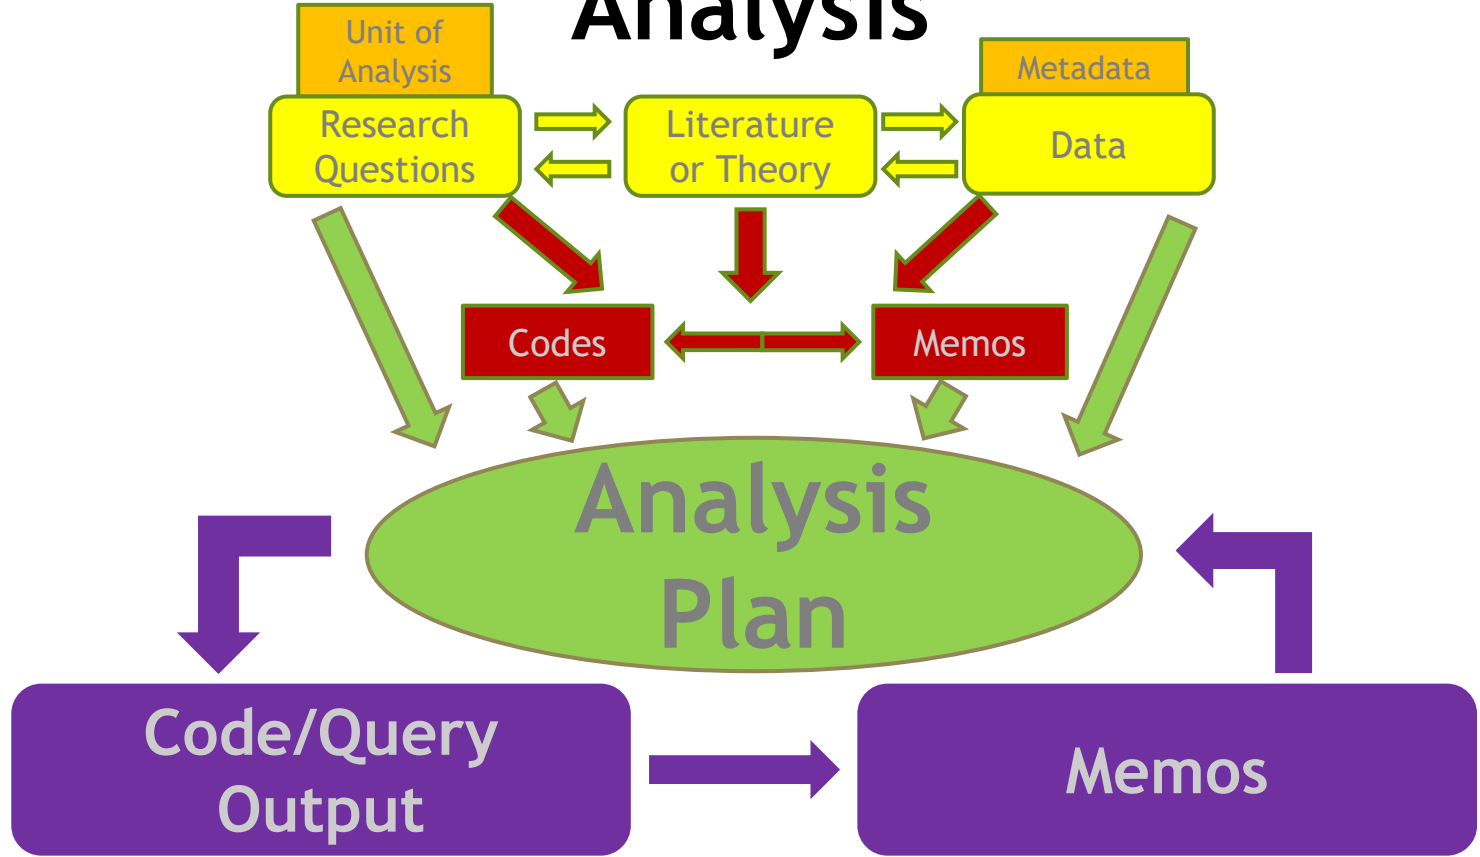 Analysis
Unit of
Analysis
Metadata
Research
Questions
Literature
or Theory
Data
Codes
Memos
Analysis
Plan
Code/Query
Output
Memos